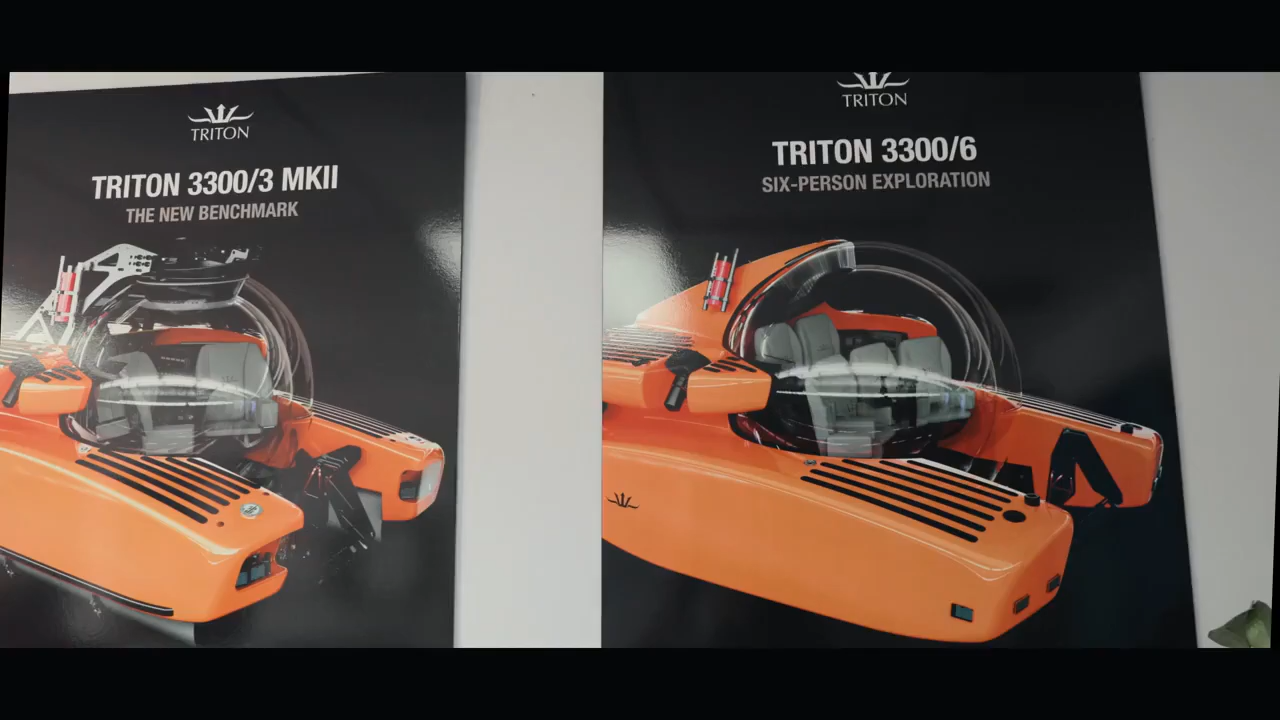 TRITON
TRITON 3300/3 MKII
THE NEW BENCHMARK
TRITON
TRITON 3300/6
SIX-PERSON EXPLORATION